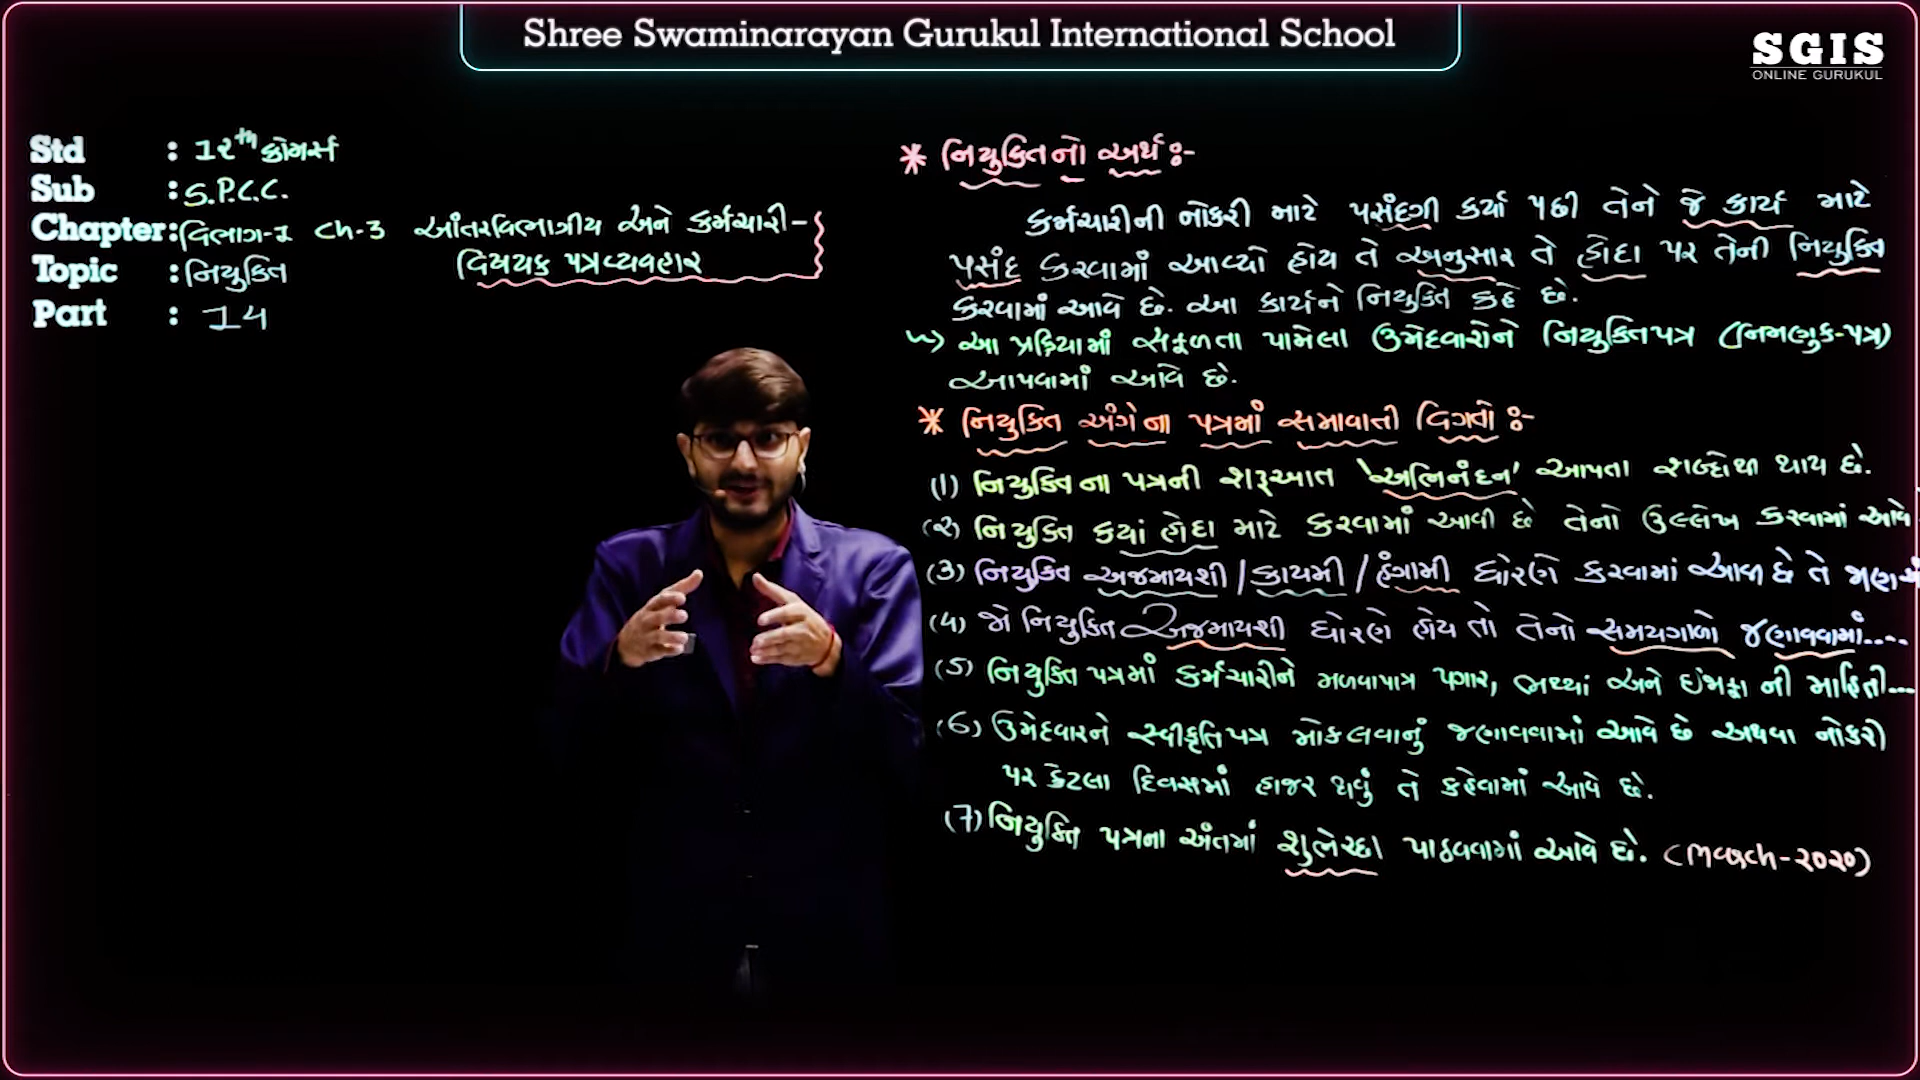 Shree Swaminarayan Gurukul International School
SGIS
ONLINE GURUKUL
Std : 12th કોમર્સ
Sub : S.P.C.C.
Chapter: વિભાગ-1 Ch-3 આંતરવિભાગીય અને કર્મચારી-
વિષયક પત્રવ્યવહાર
Topic : નિયુક્તિ
Part : 14
* નિયુક્તિનો અર્થ :-
કર્મચારીની નોકરી માટે પસંદગી કર્યા પછી તેને જે કાર્ય માટે
પસંદ કરવામાં આવ્યો હોય તે અનુસાર તે હોદા પર તેની નિયુક્તિ
કરવામાં આવે છે. આ કાર્યને નિયુક્તિ કહે છે.
આ પ્રક્રિયામાં સફળતા પામેલા ઉમેદવારોને નિયુક્તિપત્ર (નિમણુક-પત્ર)
આપવામાં આવે છે.
* નિયુક્તિ અંગેના પત્રમાં સમાવાતી વિગતો :-
(1) નિયુક્તિના પત્રની શરૂઆત 'અભિનંદન' આપતા શબ્દોથી થાય છે.
(૨) નિયુક્તિ કયાં હોદા માટે કરવામાં આવી છે તેનો ઉલ્લેખ કરવામાં આવે
(3) નિયુક્તિ અજમાયશી / કાયમી / હંગામી ધોરણે કરવામાં આવી છે તે
(4) જો નિયુક્તિ અજમાયશી ધોરણે હોય તો તેનો સમયગાળો જણાવવામાં....
(5) નિયુક્તિ પત્રમાં કર્મચારીને મળવાપાત્ર પગાર, ભથ્થાં અને ઇજાફા ની માહિતી...
(6) ઉમેદવારને સ્વીકૃતિપત્ર મોકલવાનું જણાવવામાં આવે છે અથવા નોકરી
પર કેટલા દિવસમાં હાજર થવું તે કહેવામાં આવે છે.
(7) નિયુક્તિ પત્રના અંતમાં શુભેચ્છા પાઠવવામાં આવે છે. (March-૨૦૨૦)